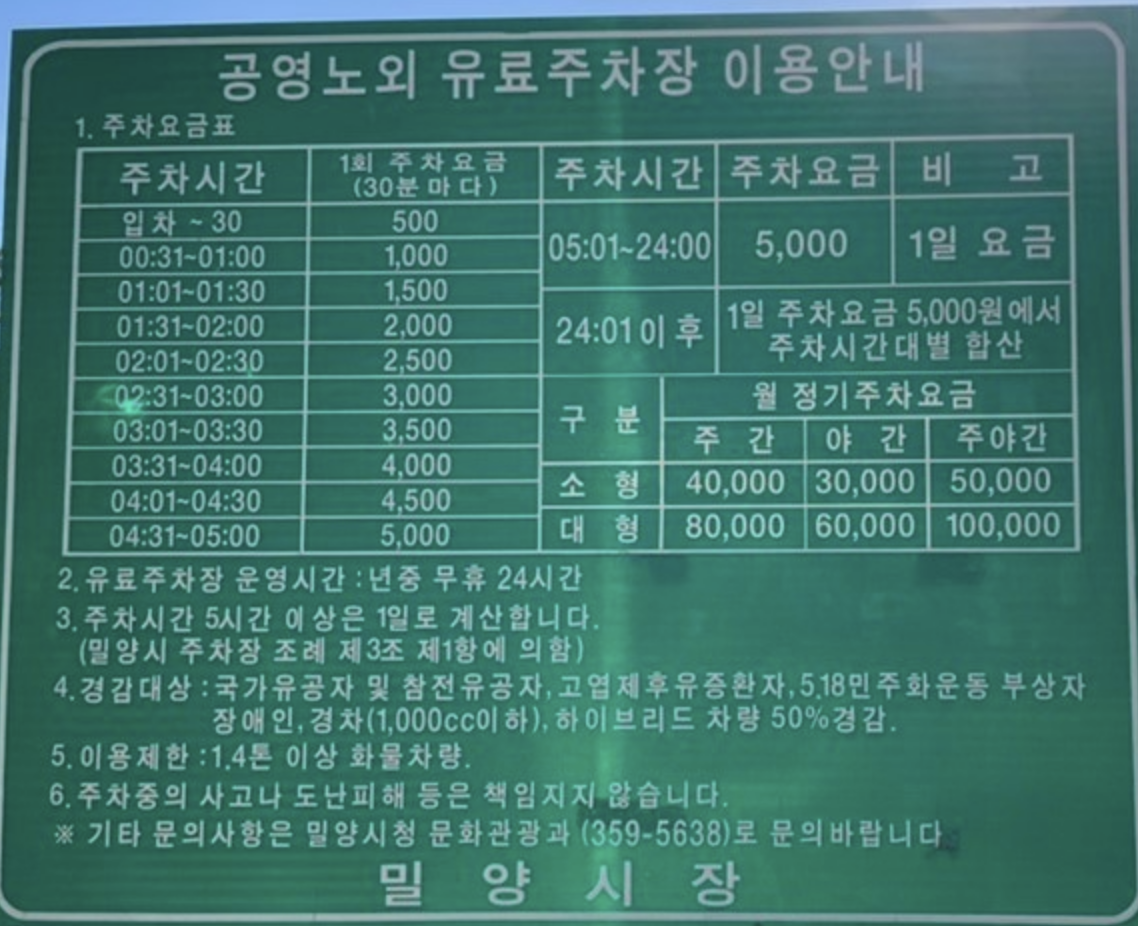 공영노외 유료주차장 이용안내
1. 주차요금표
주차시간 1회 주차요금 (30분마다)
입차 ~ 30 500
00:31~01:00 1,000
01:01~01:30 1,500
01:31~02:00 2,000
02:01~02:30 2,500
02:31~03:00 3,000
03:01~03:30 3,500
03:31~04:00 4,000
04:01~04:30 4,500
04:31~05:00 5,000
주차시간 주차요금 비 고
05:01~24:00 5,000 1일 요금
24:01이후 1일 주차요금 5,000원에서
주차시간대별 합산
구 분 월 정기주차요금
주 간 야 간 주야간
소 형 40,000 30,000 50,000
대 형 80,000 60,000 100,000
2. 유료주차장 운영시간 : 년중 무휴 24시간
3. 주차시간 5시간 이상은 1일로 계산합니다.
(밀양시 주차장 조례 제3조 제1항에 의함)
4. 경감대상 : 국가유공자 및 참전유공자, 고엽제후유증환자, 5.18민주화운동 부상자
장애인, 경차(1,000cc이하), 하이브리드 차량 50%경감.
5. 이용제한 : 1.4톤 이상 화물차량.
6. 주차중의 사고나 도난피해 등은 책임지지 않습니다.
※ 기타 문의사항은 밀양시청 문화관광과 (359-5638)로 문의바랍니다
밀 양 시 장